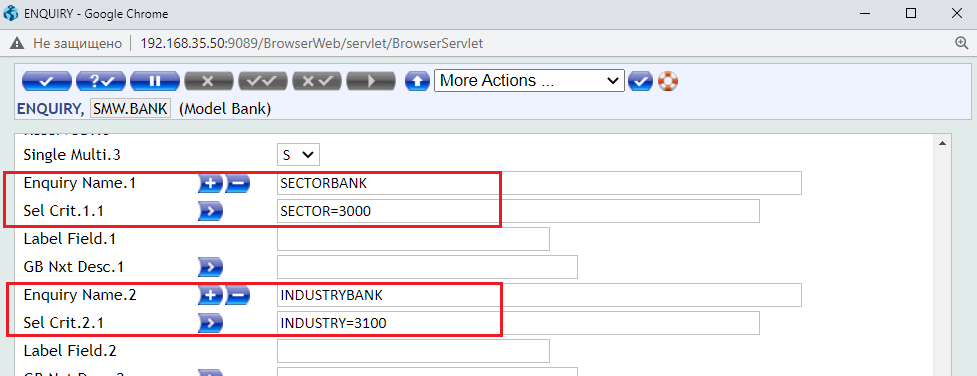 ENQUIRY - Google Chrome
Не защищено 192.168.35.50:9089/BrowserWeb/servlet/BrowserServlet
More Actions ...
ENQUIRY, SMW.BANK (Model Bank)
Single Multi.3 S
Enquiry Name.1 SECTORBANK
Sel Crit.1.1 SECTOR=3000
Label Field.1
GB Nxt Desc.1
Enquiry Name.2 INDUSTRYBANK
Sel Crit.2.1 INDUSTRY=3100
Label Field.2